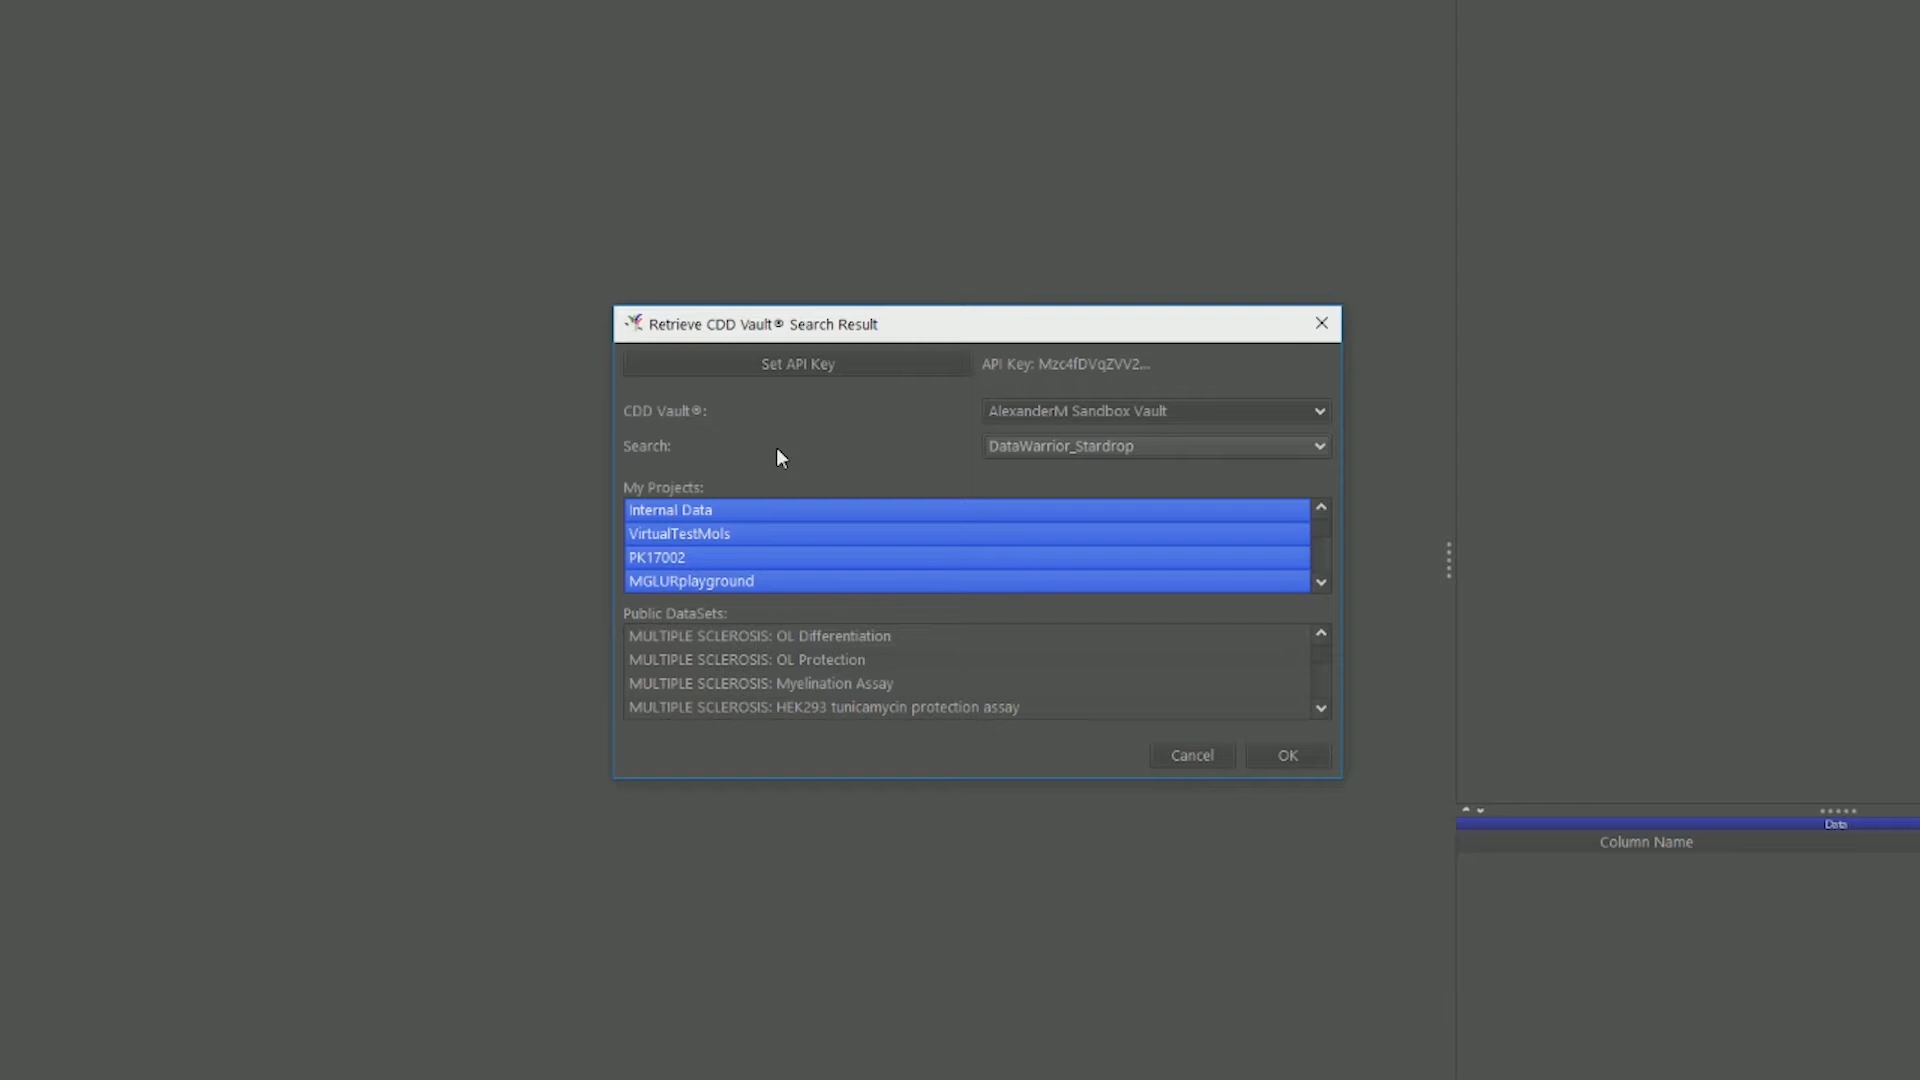 Retrieve CDD Vault® Search Result
Set API Key
API Key: Mzc4fDVqZVV2...
CDD Vault®:
AlexanderM Sandbox Vault
Search:
DataWarrior_Stardrop
My Projects:
Internal Data
VirtualTestMols
PK17002
MGLURplayground
Public DataSets:
MULTIPLE SCLEROSIS: OL Differentiation
MULTIPLE SCLEROSIS: OL Protection
MULTIPLE SCLEROSIS: Myelination Assay
MULTIPLE SCLEROSIS: HEK293 tunicamycin protection assay
Cancel
OK
Data
Column Name